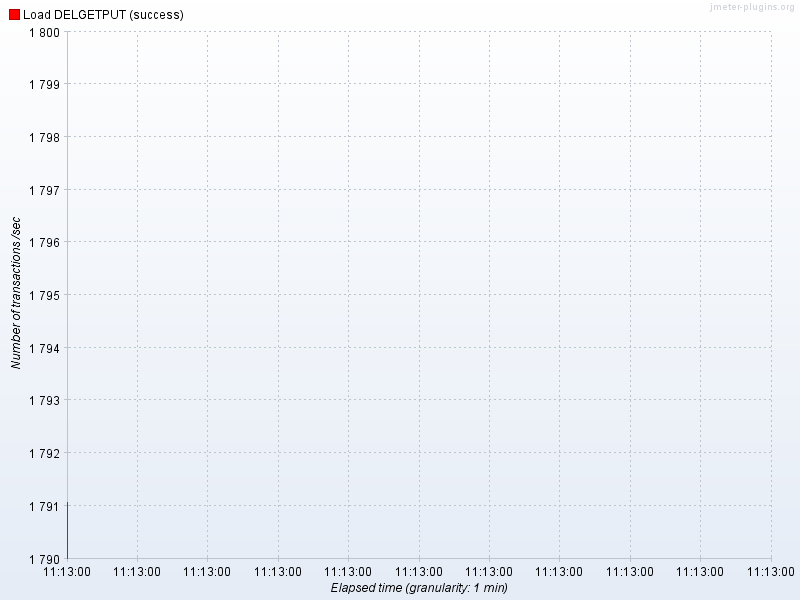 jmeter-plugins.org
Load DELGETPUT (success)
1 800
1 799
1 798
1 797
1 796
1 795
1 794
1 793
1 792
1 791
1 790
Number of transactions /sec
11:13:00 11:13:00 11:13:00 11:13:00 11:13:00 11:13:00 11:13:00 11:13:00 11:13:00 11:13:00 11:13:00
Elapsed time (granularity: 1 min)